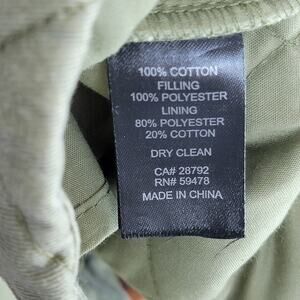 100% COTTON
FILLING
100% POLYESTER
LINING
80% POLYESTER
20% COTTON
DRY CLEAN
CA# 28792
RN# 59478
MADE IN CHINA